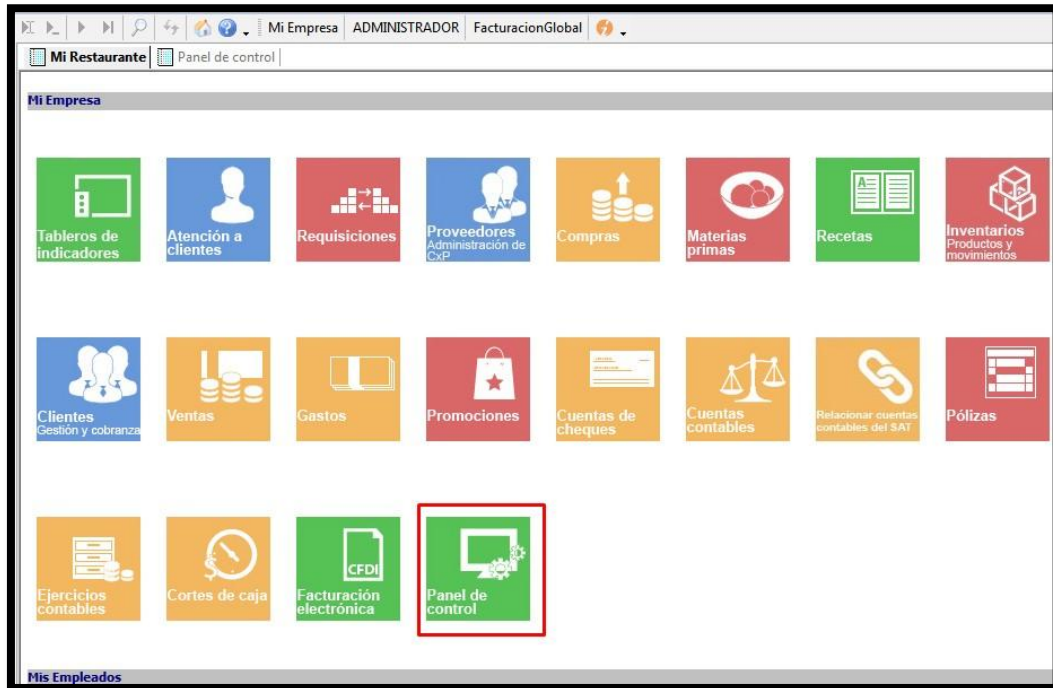 Mi Empresa ADMINISTRADOR FacturacionGlobal
Mi Restaurante Panel de control
Mi Empresa
Tableros de
indicadores
Atención a
clientes
Requisiciones
Proveedores
Administración de
CxP
Compras
Materias
primas
Recetas
Inventarios
Productos y
movimientos
Clientes
Gestión y cobranza
Ventas
Gastos
Promociones
Cuentas de
cheques
Cuentas
contables
Relacionar cuentas
contables del SAT
Pólizas
Ejercicios
contables
Cortes de caja
CFDI
Facturación
electrónica
Panel de
control
Mis Empleados